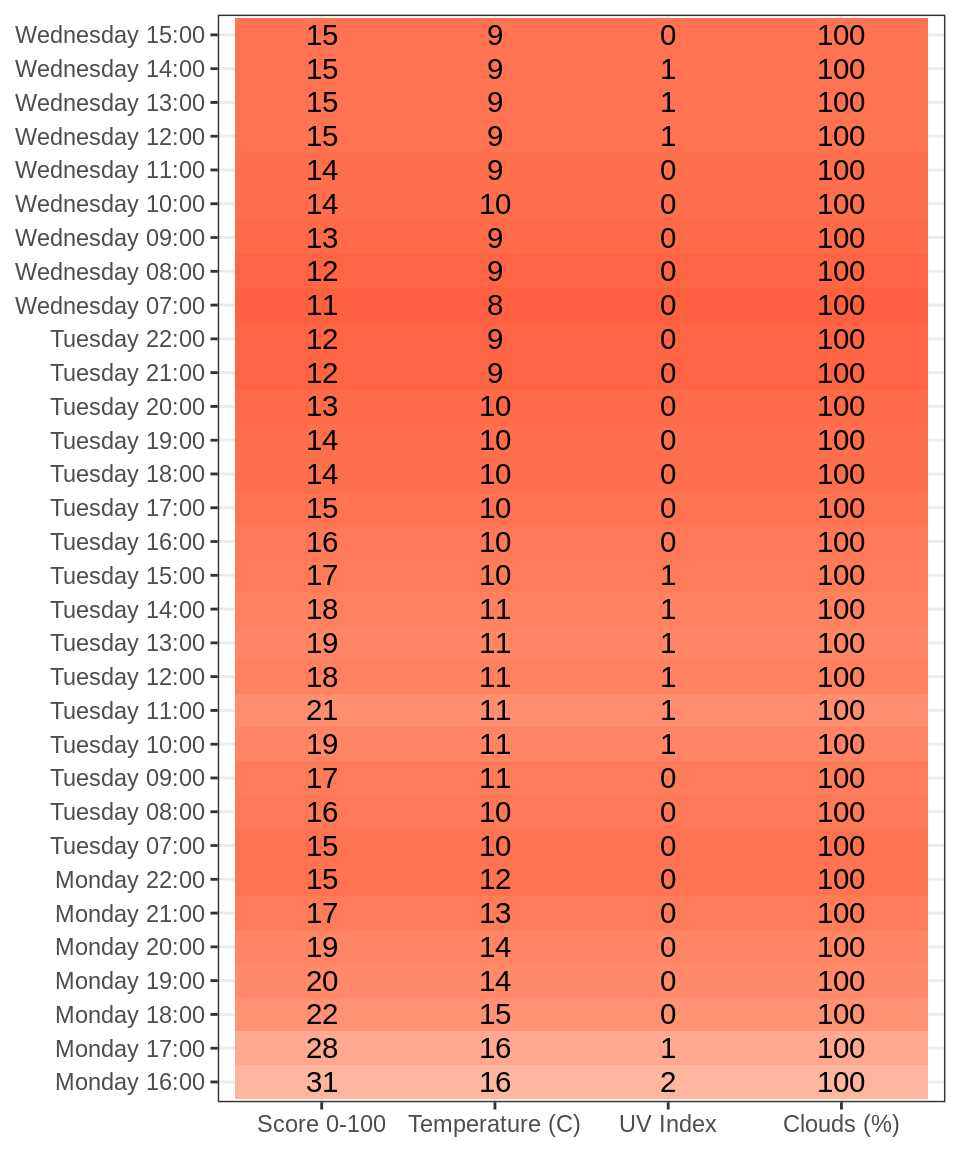 Wednesday 15:00 15 9 0 100
Wednesday 14:00 15 9 1 100
Wednesday 13:00 15 9 1 100
Wednesday 12:00 15 9 1 100
Wednesday 11:00 14 9 0 100
Wednesday 10:00 14 10 0 100
Wednesday 09:00 13 9 0 100
Wednesday 08:00 12 9 0 100
Wednesday 07:00 11 8 0 100
Tuesday 22:00 12 9 0 100
Tuesday 21:00 12 9 0 100
Tuesday 20:00 13 10 0 100
Tuesday 19:00 14 10 0 100
Tuesday 18:00 14 10 0 100
Tuesday 17:00 15 10 0 100
Tuesday 16:00 16 10 0 100
Tuesday 15:00 17 10 1 100
Tuesday 14:00 18 11 1 100
Tuesday 13:00 19 11 1 100
Tuesday 12:00 18 11 1 100
Tuesday 11:00 21 11 1 100
Tuesday 10:00 19 11 1 100
Tuesday 09:00 17 11 0 100
Tuesday 08:00 16 10 0 100
Tuesday 07:00 15 10 0 100
Monday 22:00 15 12 0 100
Monday 21:00 17 13 0 100
Monday 20:00 19 14 0 100
Monday 19:00 20 14 0 100
Monday 18:00 22 15 0 100
Monday 17:00 28 16 1 100
Monday 16:00 31 16 2 100
Score 0-100 Temperature (C) UV Index Clouds (%)